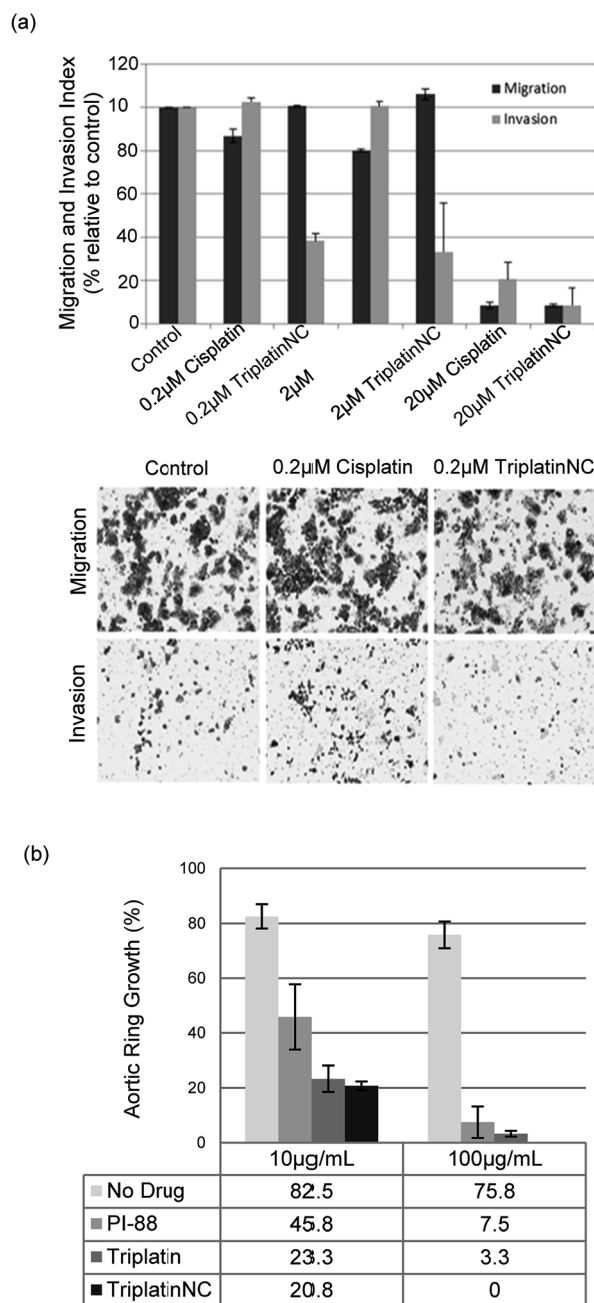 (a)
Migration and Invasion Index
(% relative to control)
120
100
80
60
40
20
0
Migration
Invasion
Control
0.2µM Cisplatin
0.2µM TriplatinNC
2µM
2µM TriplatinNC
20µM Cisplatin
20µM TriplatinNC
Control 0.2µM Cisplatin 0.2µM TriplatinNC
Migration
Invasion
(b)
Aortic Ring Growth (%)
100
80
60
40
20
0
10µg/mL 100µg/mL
No Drug 82.5 75.8
PI-88 45.8 7.5
Triplatin 23.3 3.3
TriplatinNC 20.8 0